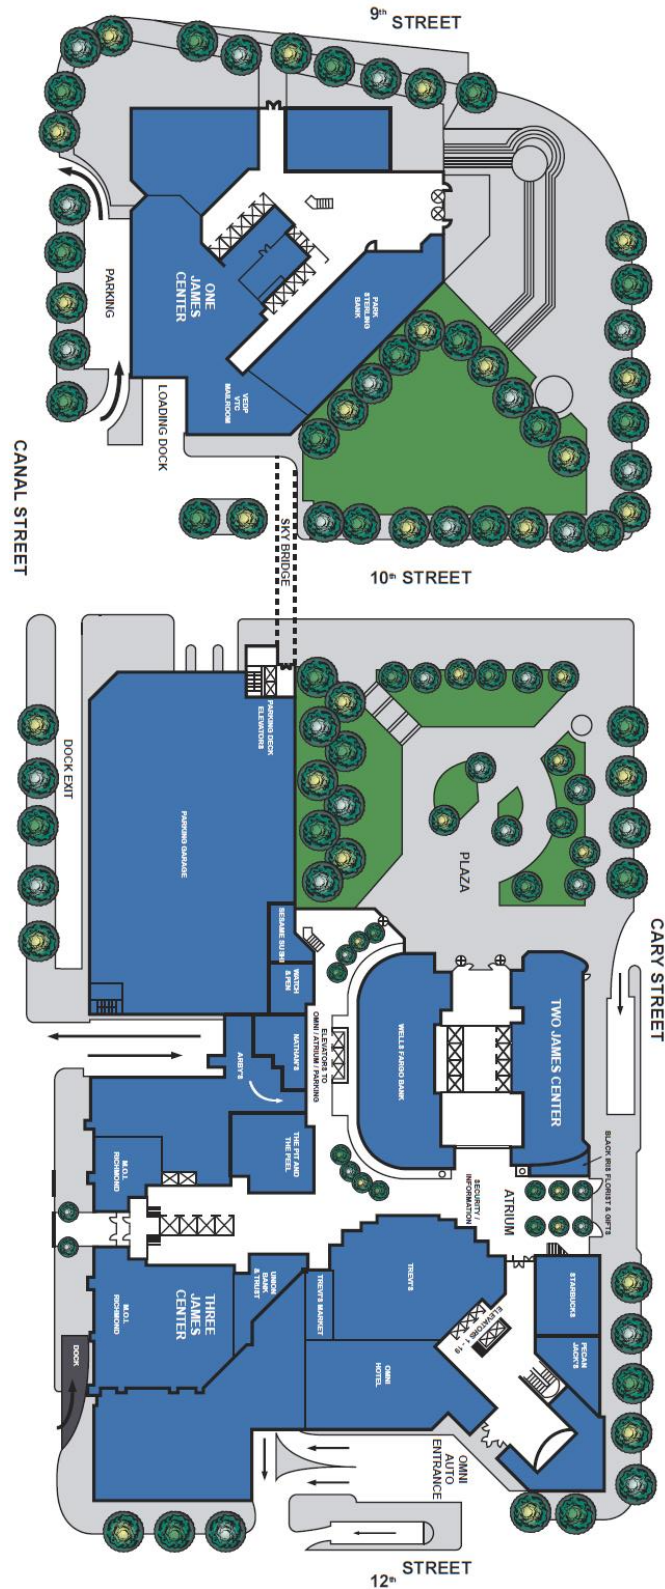 9th STREET
PARKING
ONE
JAMES
CENTER
PARK
STERLING
BANK
VEDP
VTC
MAILROOM
LOADING DOCK
CANAL STREET
SKY BRIDGE
10th STREET
PARKING DECK
ELEVATORS
DOCK EXIT
PARKING GARAGE
PLAZA
CARY STREET
SESAME SUSHI
WATCH
& PEN
NATHAN'S
ARBY'S
ELEVATORS TO
OMNI / ATRIUM / PARKING
WELLS FARGO BANK
TWO JAMES CENTER
THE PIT AND
THE PEEL
M.O.I.
RICHMOND
SECURITY /
INFORMATION
ATRIUM
BLACK IRIS FLORIST & GIFTS
UNION
BANK
& TRUST
THREE
JAMES
CENTER
M.O.I.
RICHMOND
TREVI'S MARKET
TREVI'S
ELEVATORS 1 - 19
STARBUCKS
PECAN
JACK'S
DOCK
OMNI
HOTEL
OMNI
AUTO
ENTRANCE
12th STREET